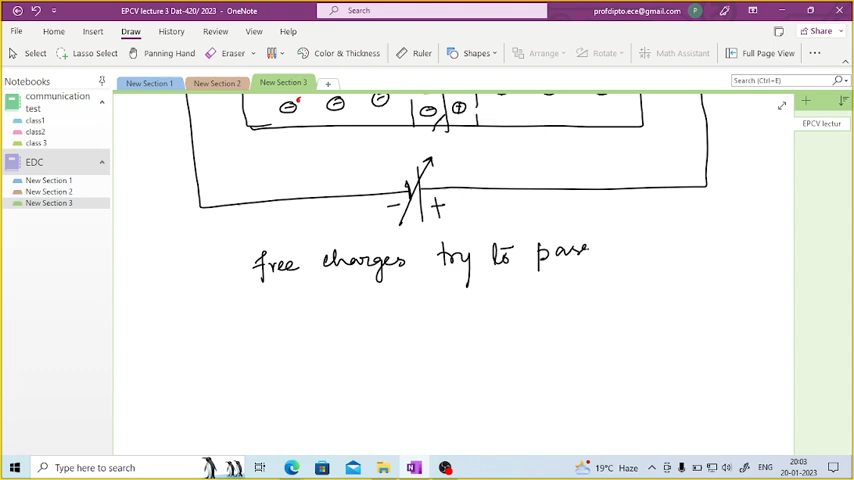 EPCV lecture 3 Dat-420/ 2023 - OneNote
Search
profdipto.ece@gmail.com
P
File Home Insert Draw History Review View Help
Share
Select Lasso Select Panning Hand Eraser Color & Thickness Ruler Shapes Arrange Rotate Math Assistant Full Page View
Notebooks
New Section 1 New Section 2 New Section 3 +
Search (Ctrl+E)
communication
test
class1
class2
class 3
EDC
New Section 1
New Section 2
New Section 3
EPCV lectur
- +
free charges try to pase
Type here to search
19°C Haze
ENG
20:03
20-01-2023